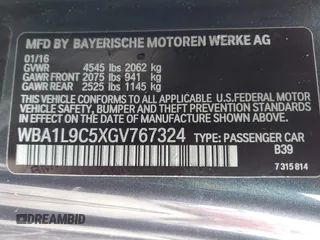 MFD BY BAYERISCHE MOTOREN WERKE AG
01/16
GVWR 4545 lbs 2062 kg
GAWR FRONT 2075 lbs 941 kg
GAWR REAR 2525 lbs 1145 kg
THIS VEHICLE CONFORMS TO ALL APPLICABLE U.S. FEDERAL MOTOR
VEHICLE SAFETY, BUMPER, AND THEFT PREVENTION
STANDARDS IN EFFECT ON THE DATE OF MANUFACTURE SHOWN ABOVE.
WBA1L9C5XGV767324 TYPE: PASSENGER CAR
B39
7 315 814
DREAMBID